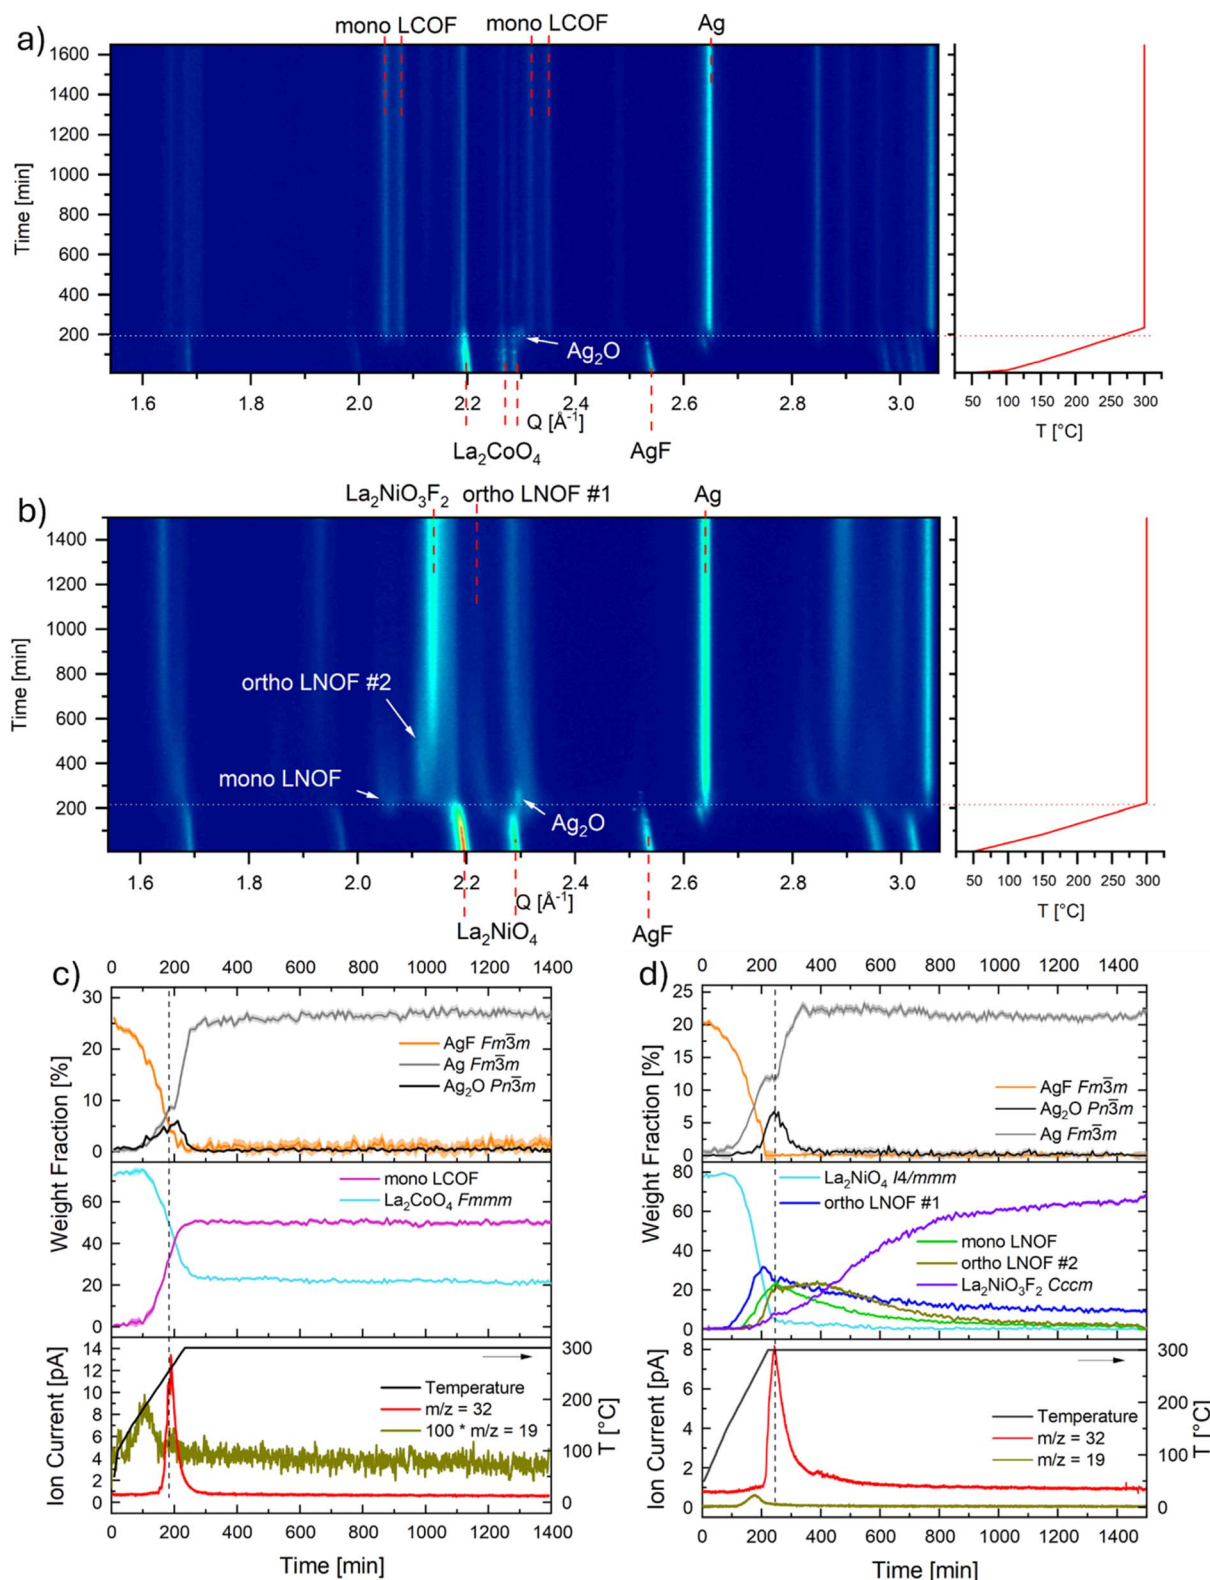 a)
mono LCOF mono LCOF Ag
1600
1400
1200
1000
800
600
400
200
Time [min]
Ag₂O
1.6 1.8 2.0 2.2 2.4 2.6 2.8 3.0
Q [Å⁻¹]
La₂CoO₄ AgF
50 100 150 200 250 300
T [°C]
b)
La₂NiO₃F₂ ortho LNOF #1 Ag
1400
1200
1000
800
600
400
200
Time [min]
ortho LNOF #2
mono LNOF
Ag₂O
1.6 1.8 2.0 2.2 2.4 2.6 2.8 3.0
Q [Å⁻¹]
La₂NiO₄ AgF
50 100 150 200 250 300
T [°C]
c)
0 200 400 600 800 1000 1200 1400
30
20
10
0
AgF Fm3̅m
Ag Fm3̅m
Ag₂O Pn3̅m
Weight Fraction [%]
60
40
20
0
mono LCOF
La₂CoO₄ Fmmm
14
12
10
8
6
4
2
0
Ion Current [pA]
Temperature
m/z = 32
100 * m/z = 19
300
200
100
0
T [°C]
0 200 400 600 800 1000 1200 1400
Time [min]
d)
0 200 400 600 800 1000 1200 1400
25
20
15
10
5
0
AgF Fm3̅m
Ag₂O Pn3̅m
Ag Fm3̅m
Weight Fraction [%]
80
60
40
20
0
La₂NiO₄ I4/mmm
ortho LNOF #1
mono LNOF
ortho LNOF #2
La₂NiO₃F₂ Cccm
8
6
4
2
0
Ion Current [pA]
Temperature
m/z = 32
m/z = 19
300
200
100
0
T [°C]
0 200 400 600 800 1000 1200 1400
Time [min]